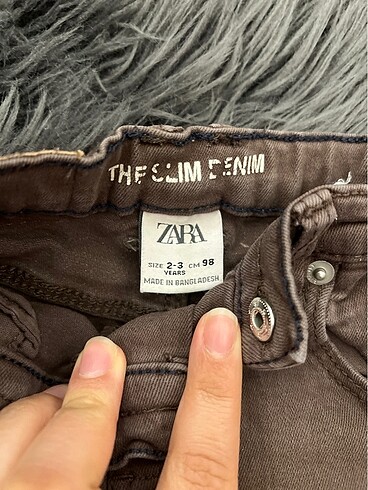 THE SLIM DENIM
ZARA
SIZE 2-3 CM 98
YEARS
MADE IN BANGLADESH